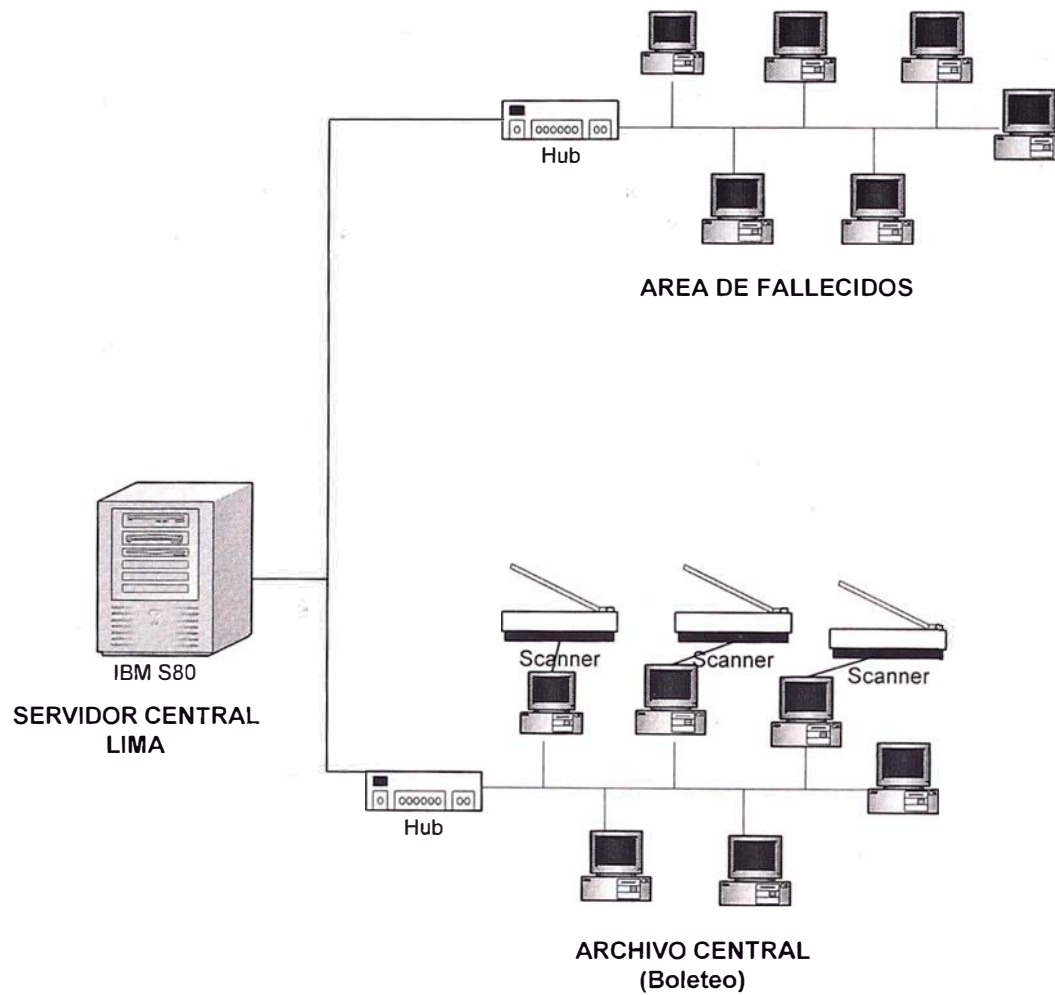 Hub
AREA DE FALLECIDOS
IBM S80
SERVIDOR CENTRAL
LIMA
Scanner
Scanner
Scanner
Hub
ARCHIVO CENTRAL
(Boleteo)